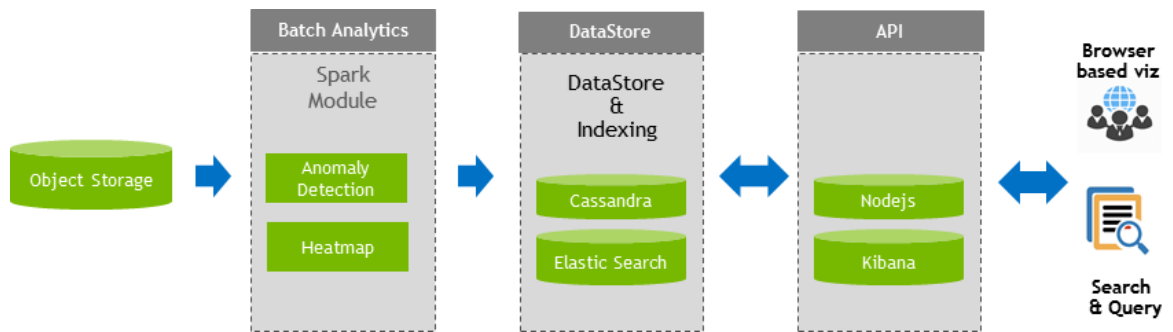 Object Storage
Batch Analytics
Spark
Module
Anomaly
Detection
Heatmap
DataStore
DataStore
&
Indexing
Cassandra
Elastic Search
API
Nodejs
Kibana
Browser
based viz
Search
& Query